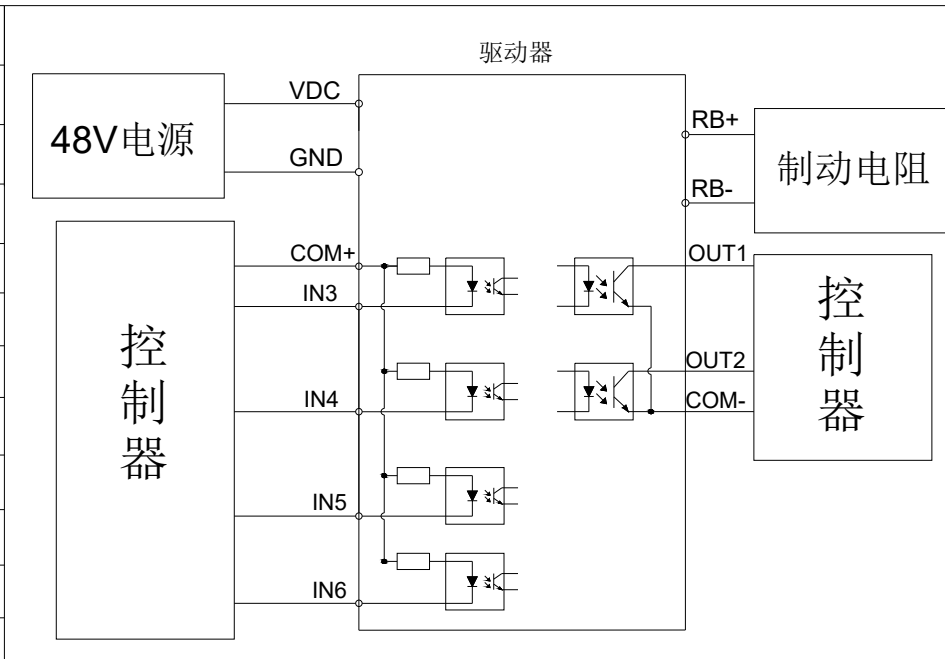 驱动器
VDC
48V电源
GND
RB+
制动电阻
RB-
COM+
IN3
控制器
IN4
IN5
IN6
OUT1
OUT2
COM-
控制器